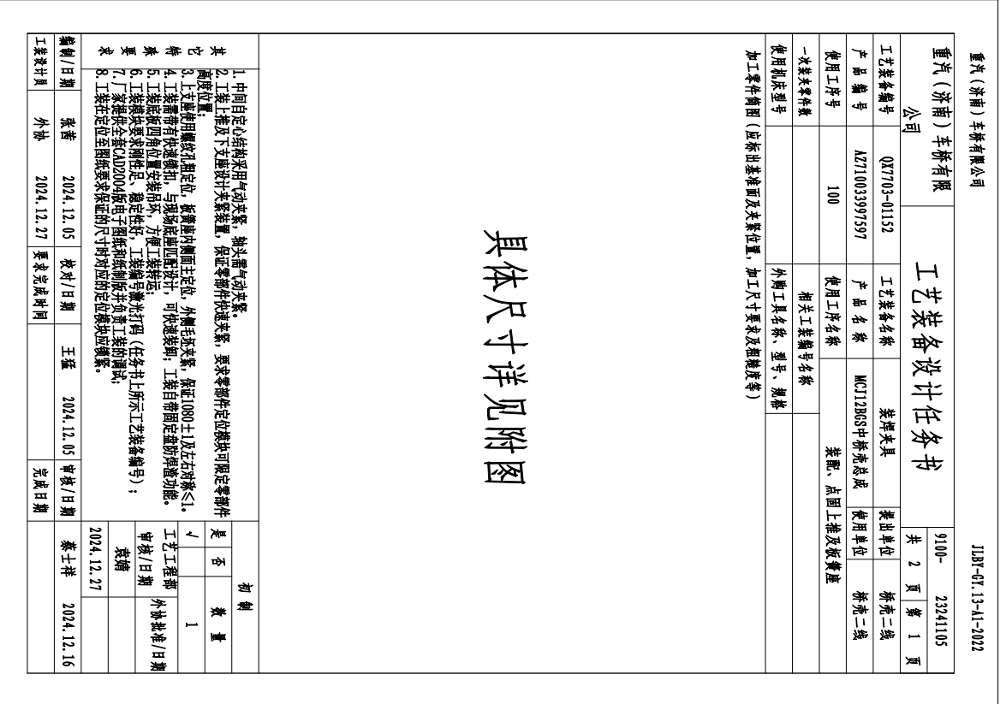 重汽（济南）车桥有限公司
JLBY-GY.13-A1-2022
重汽（济南）车桥有限
公司
工艺装备设计任务书
9100- 23241105
共 2 页 第 1 页
工艺装备编号 QX7703-01152 工艺装备名称 装焊夹具 提出单位 桥壳二线
产品编号 AZ710033997597 产品名称 MCJ12BGS中桥壳总成 使用单位 桥壳二线
使用工序号 100 使用工序名称 装配、点固上推及板簧座
一次装夹零件数 相关工装编号名称
使用机床型号 外购工具名称、型号、规格
加工零件简图（应标出基准面及夹紧位置，加工尺寸要求及粗糙度等）
具体尺寸详见附图
其它特殊要求
1. 中间自定心结构采用气动夹紧，轴头需气动夹紧。
2. 工装上推及下支座设计夹紧装置，保证零部件快速夹紧，要求零部件定位模块可限定零部件
高度位置；
3. 上支座使用螺纹孔粗定位，板簧座内侧面主定位，外侧毛坯夹紧，保证1080±1及左右对称≤1。
4. 工装需带有快速锁扣，与现场底座匹配设计，可快速装卸；工装自带固定盘防焊渣功能。
5. 工装底板四角位置安装吊环，方便工装转运；
6. 工装模块要求刚性足、稳定性好，工装编号激光打码（任务书上所示工艺装备编号）；
7. 厂家提供全套CAD2004版电子图纸和纸制版并负责工装的调试；
8. 工装在定位至图纸要求保证的尺寸时对应的定位模块应锁紧。
初制
是 否 数量
√ 1
工艺工程部
审核/日期
外协批准/日期
袁婧
2024.12.27
编制/日期 张茜 2024.12.05 校对/日期 王猛 2024.12.05 审核/日期 蔡士祥 2024.12.16
工装设计员 外协 2024.12.27 要求完成时间 完成日期